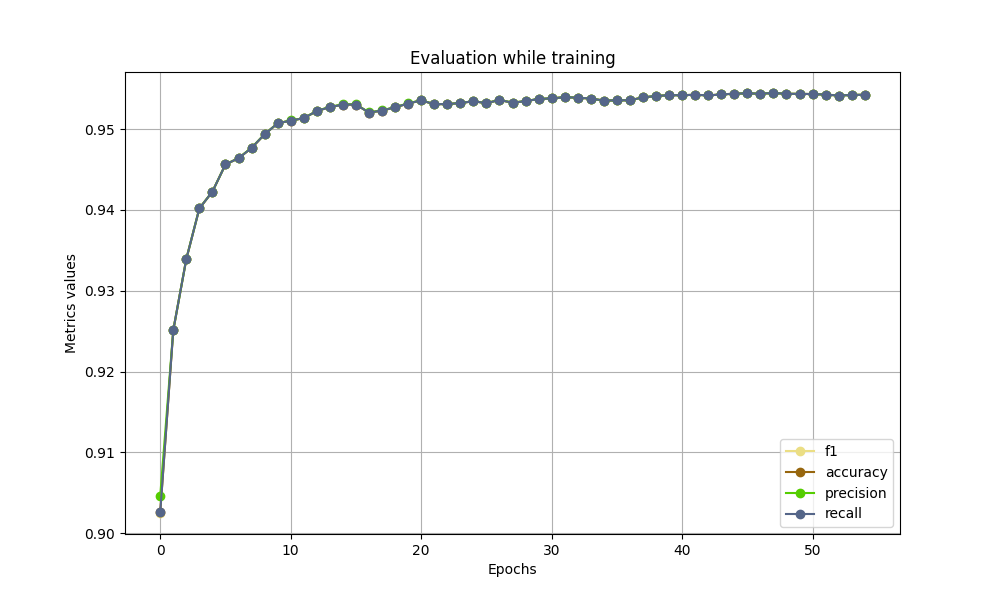 Evaluation while training
Metrics values
0.95
0.94
0.93
0.92
0.91
0.90
0
10
20
30
40
50
Epochs
f1
accuracy
precision
recall